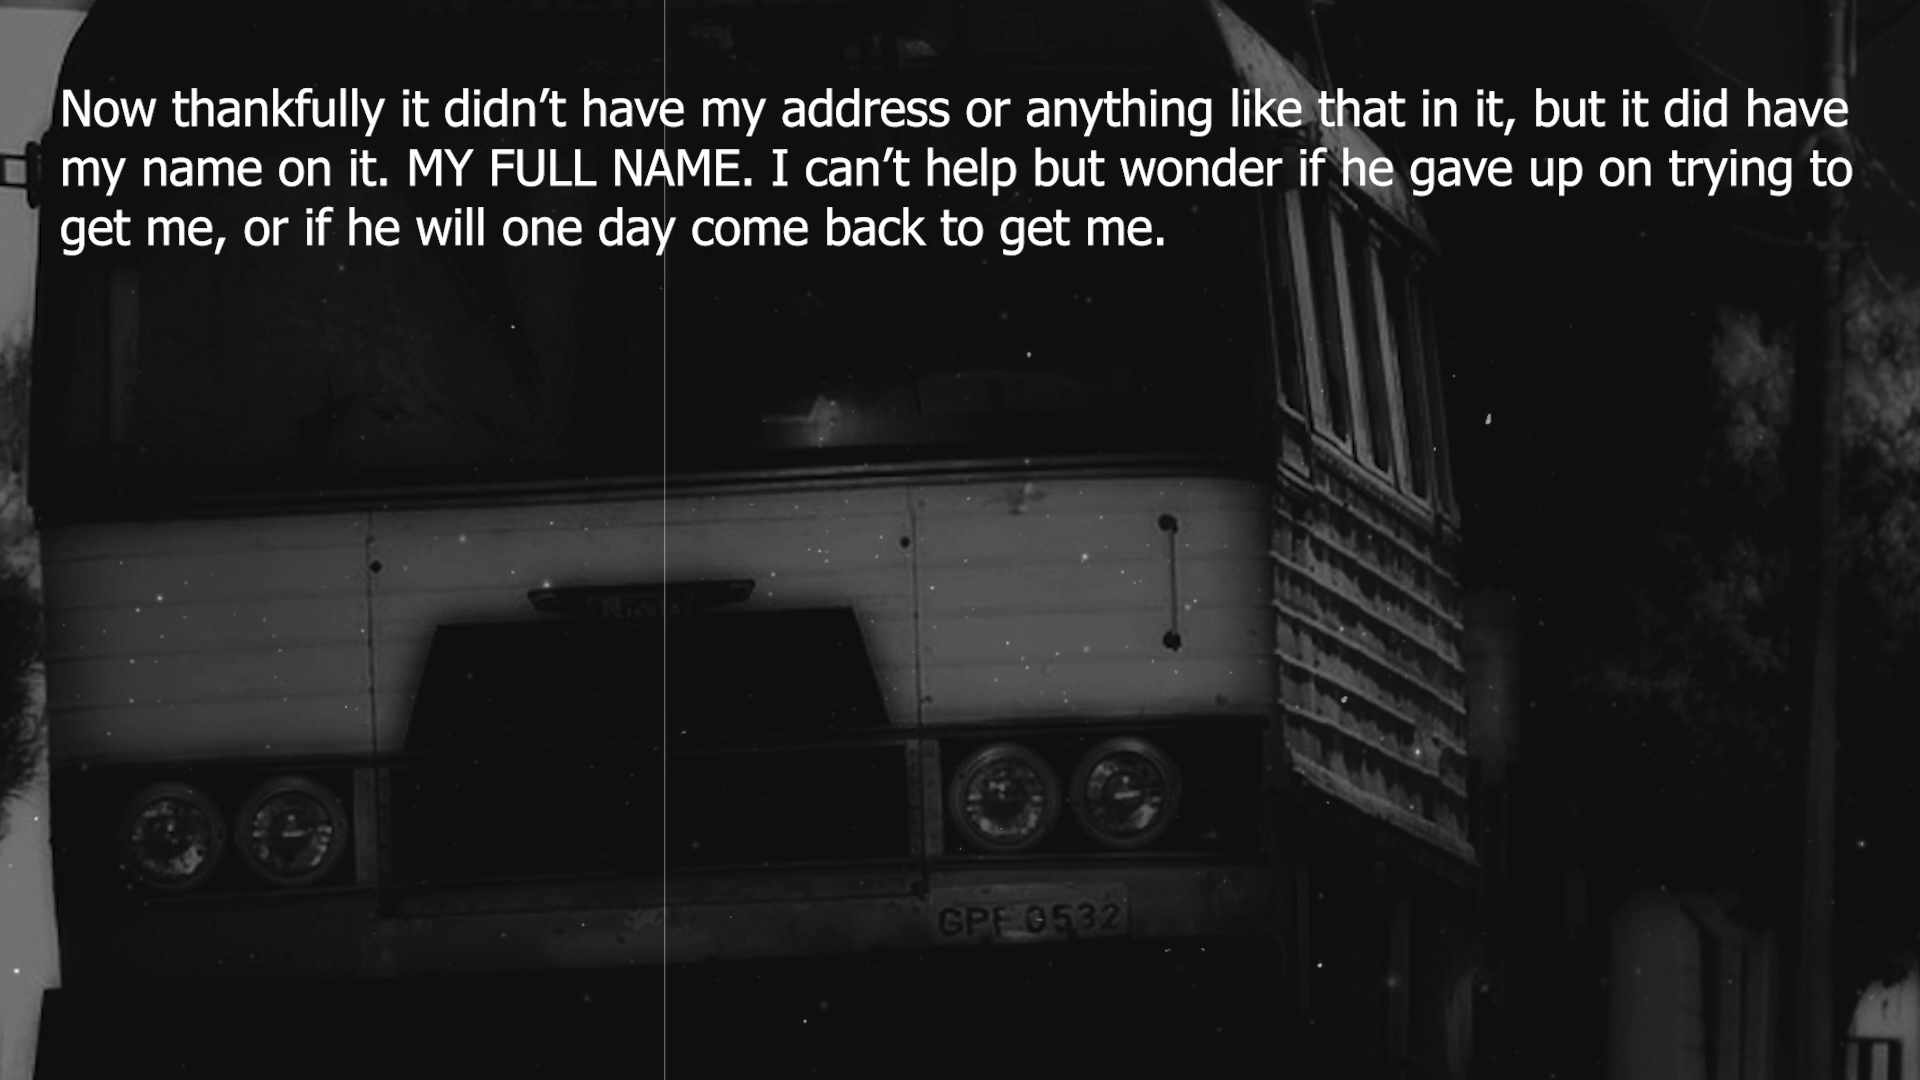 Now thankfully it didn’t have my address or anything like that in it, but it did have
my name on it. MY FULL NAME. I can’t help but wonder if he gave up on trying to
get me, or if he will one day come back to get me.
GPF 0532